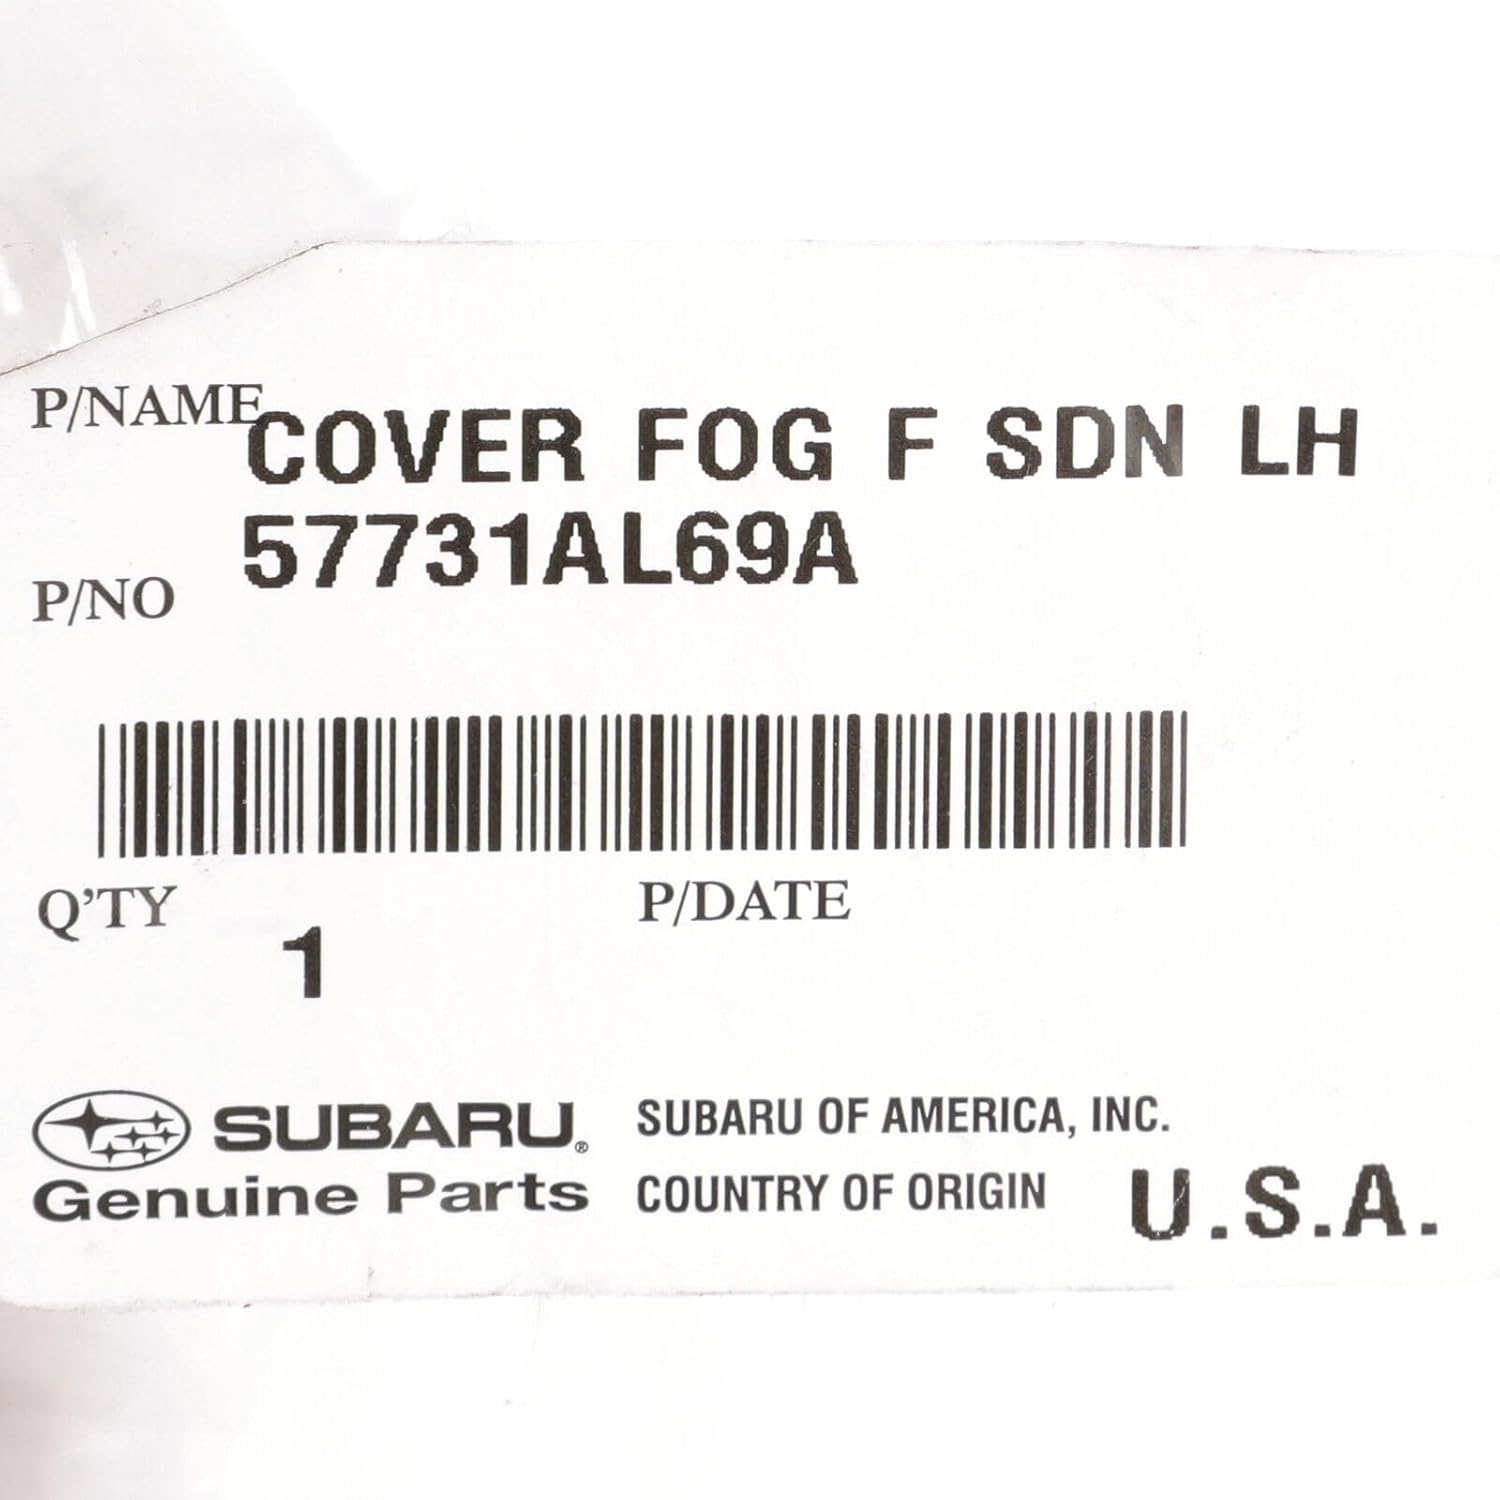 P/NAME COVER FOG F SDN LH
P/NO 57731AL69A
Q'TY 1 P/DATE
SUBARU® SUBARU OF AMERICA, INC.
Genuine Parts COUNTRY OF ORIGIN U.S.A.